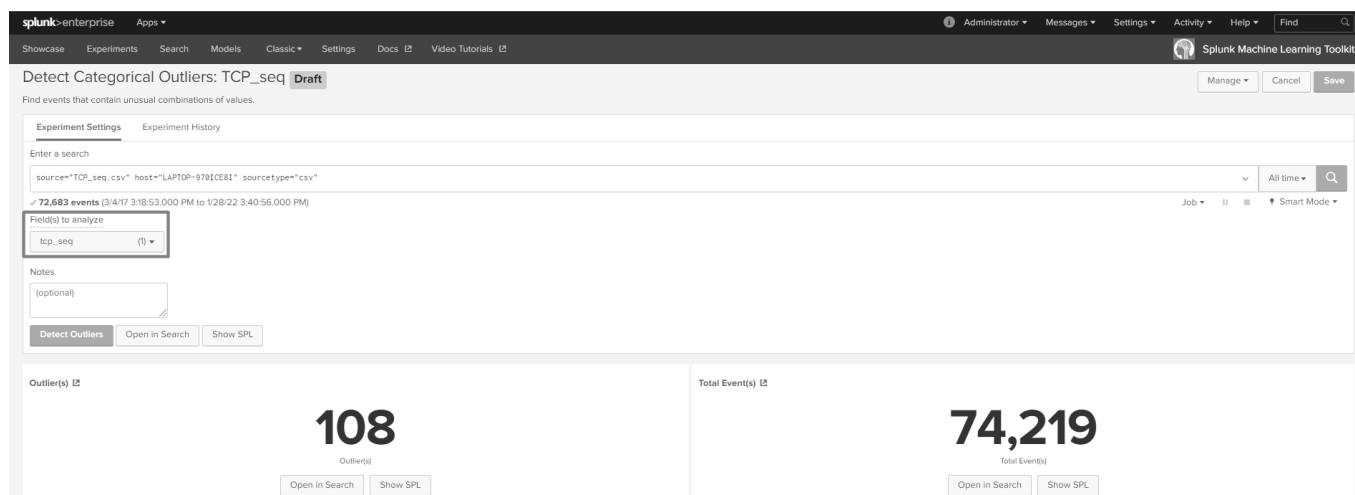 splunk>enterprise Apps Administrator Messages Settings Activity Help Find
Showcase Experiments Search Models Classic Settings Docs Video Tutorials Splunk Machine Learning Toolkit
Detect Categorical Outliers: TCP_seq Draft Manage Cancel Save
Find events that contain unusual combinations of values.
Experiment Settings Experiment History
Enter a search
source="TCP_seq.csv" host="LAPTOP-970ICE8I" sourcetype="csv" All time
✓ 72,683 events (3/4/17 3:18:53.000 PM to 1/28/22 3:40:56.000 PM) Job Smart Mode
Field(s) to analyze
tcp_seq (1)
Notes
(optional)
Detect Outliers Open in Search Show SPL
Outlier(s) Total Event(s)
108 74,219
Outlier(s) Total Event(s)
Open in Search Show SPL Open in Search Show SPL